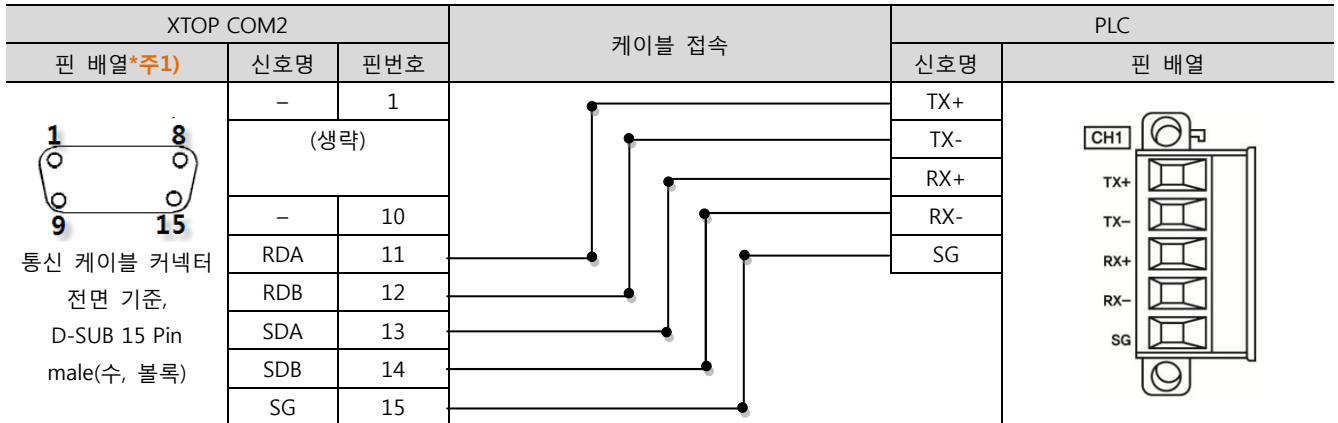 XTOP COM2 케이블 접속 PLC
핀 배열*주1) 신호명 핀번호 신호명 핀 배열
– 1 TX+
(생략) TX-
RX+
– 10 RX-
RDA 11 SG
RDB 12
SDA 13
SDB 14
SG 15
1 8
9 15
통신 케이블 커넥터
전면 기준,
D-SUB 15 Pin
male(수, 볼록)
CH1
TX+
TX–
RX+
RX–
SG